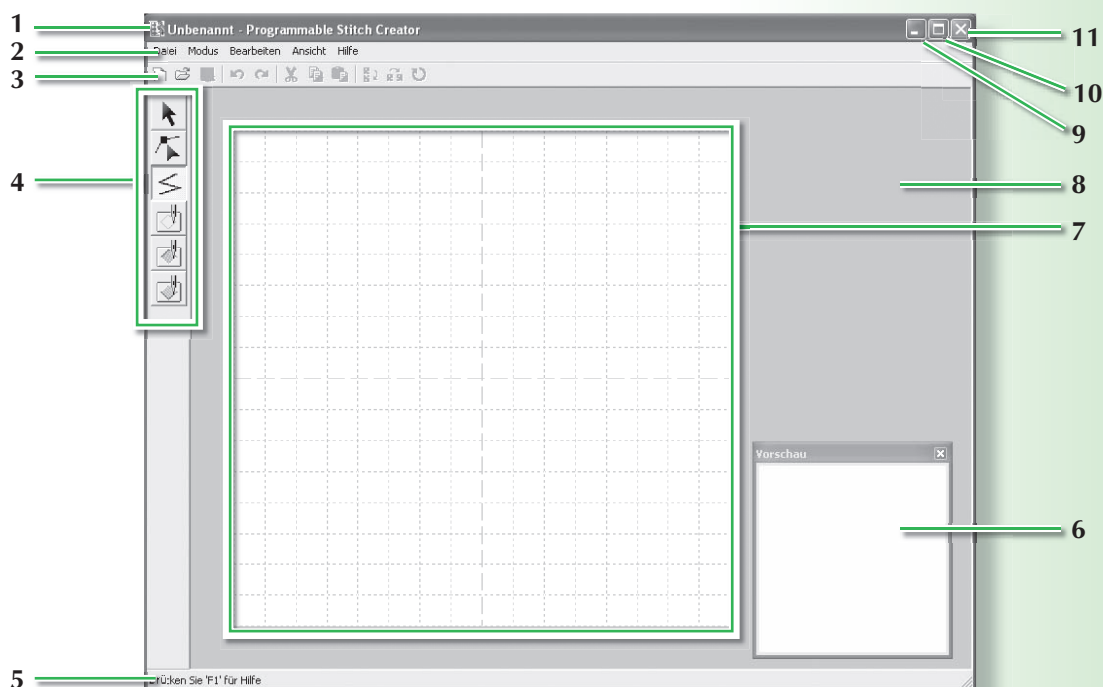 1
Unbenannt - Programmable Stitch Creator
11
2
Datei Modus Bearbeiten Ansicht Hilfe
3
10
9
4
8
7
Vorschau
6
5
Drücken Sie 'F1' für Hilfe